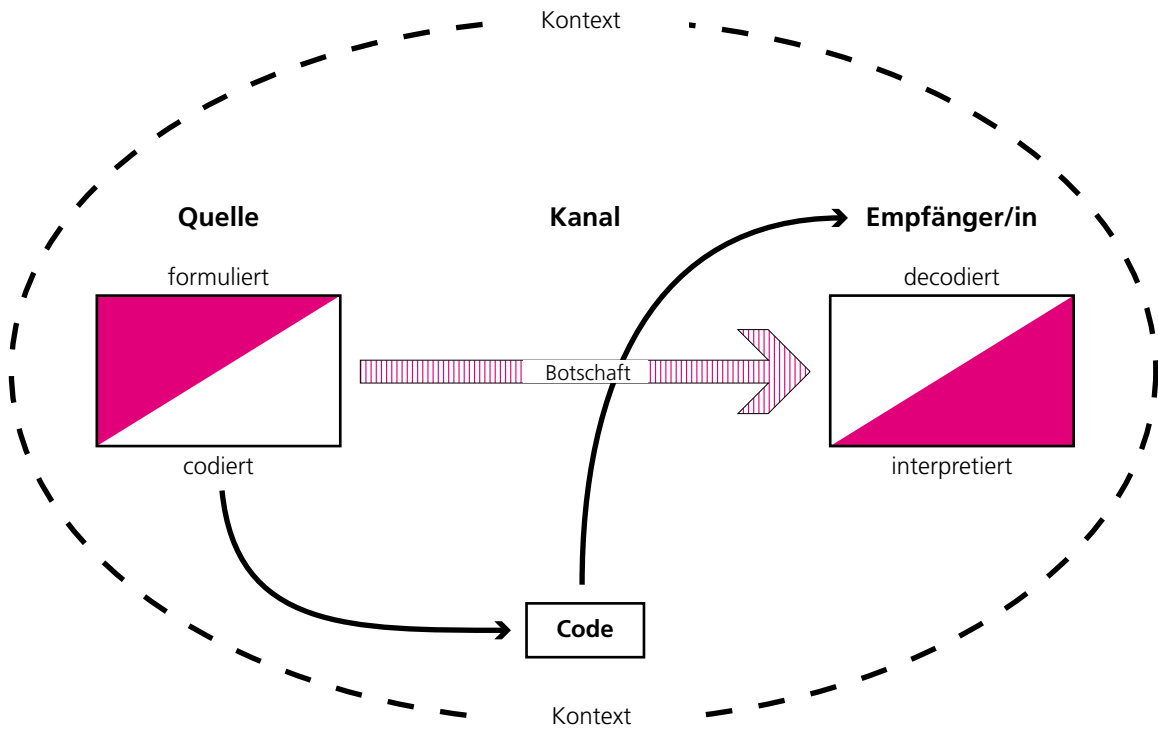 Kontext
Quelle
Kanal
Empfänger/in
formuliert
decodiert
Botschaft
codiert
interpretiert
Code
Kontext